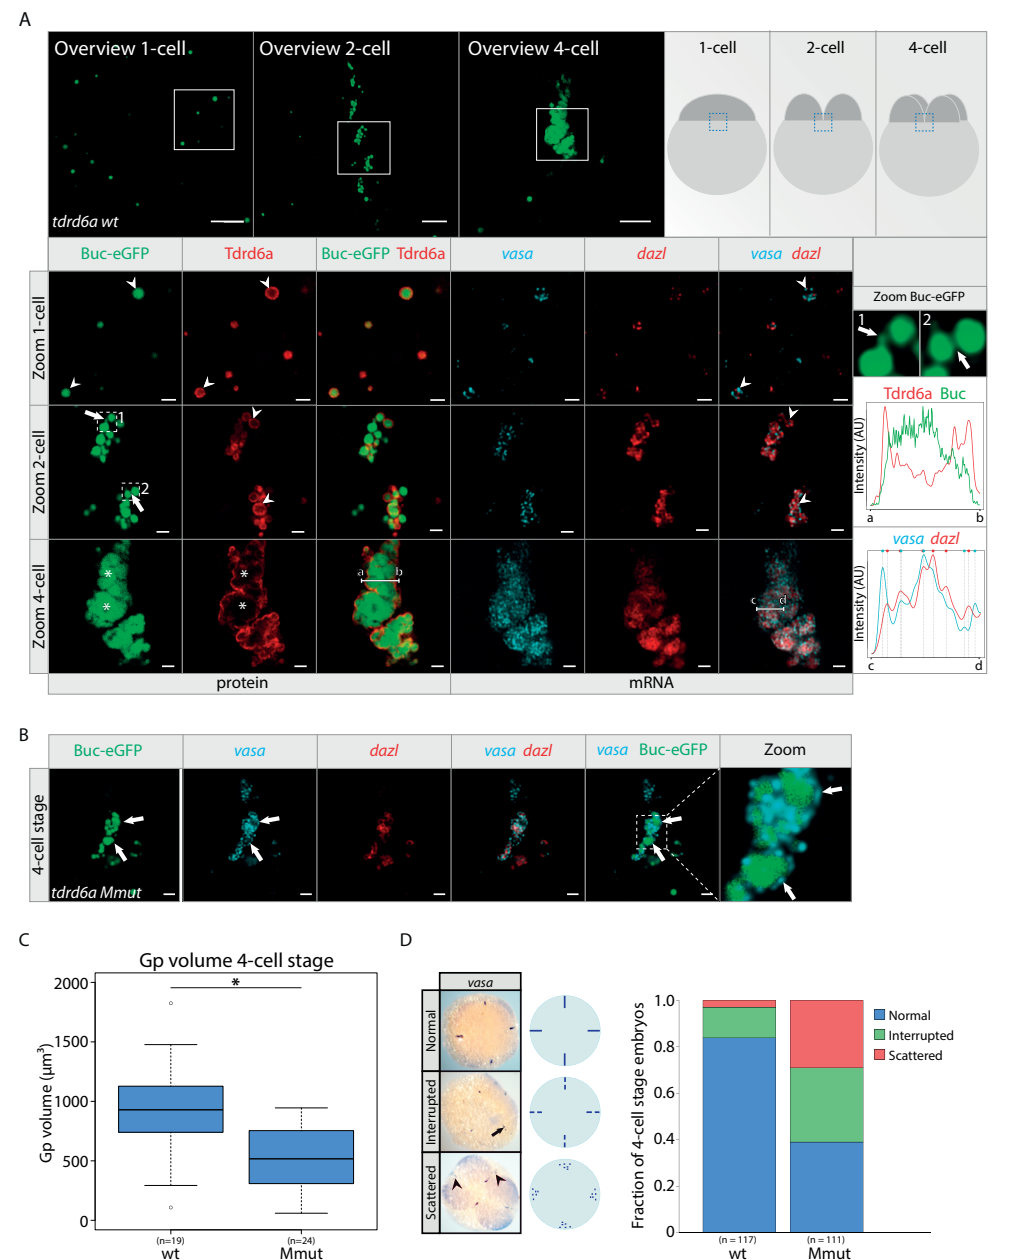 A
Overview 1-cell
Overview 2-cell
Overview 4-cell
1-cell
2-cell
4-cell
tdrd6a wt
Buc-eGFP
Tdrd6a
Buc-eGFP Tdrd6a
vasa
dazl
vasa dazl
Zoom Buc-eGFP
Zoom 1-cell
1
2
Zoom 2-cell
1
2
Tdrd6a Buc
Intensity (AU)
a
b
Zoom 4-cell
*
*
*
*
a
b
c
d
vasa dazl
Intensity (AU)
c
d
protein
mRNA
B
Buc-eGFP
vasa
dazl
vasa dazl
vasa Buc-eGFP
Zoom
4-cell stage
tdrd6a Mmut
C
Gp volume 4-cell stage
*
Gp volume (µm³)
2000
1500
1000
500
0
(n=19)
(n=24)
wt
Mmut
D
vasa
Normal
Interrupted
Scattered
Fraction of 4-cell stage embryos
1.0
0.8
0.6
0.4
0.2
0
Normal
Interrupted
Scattered
(n = 117)
(n = 111)
wt
Mmut